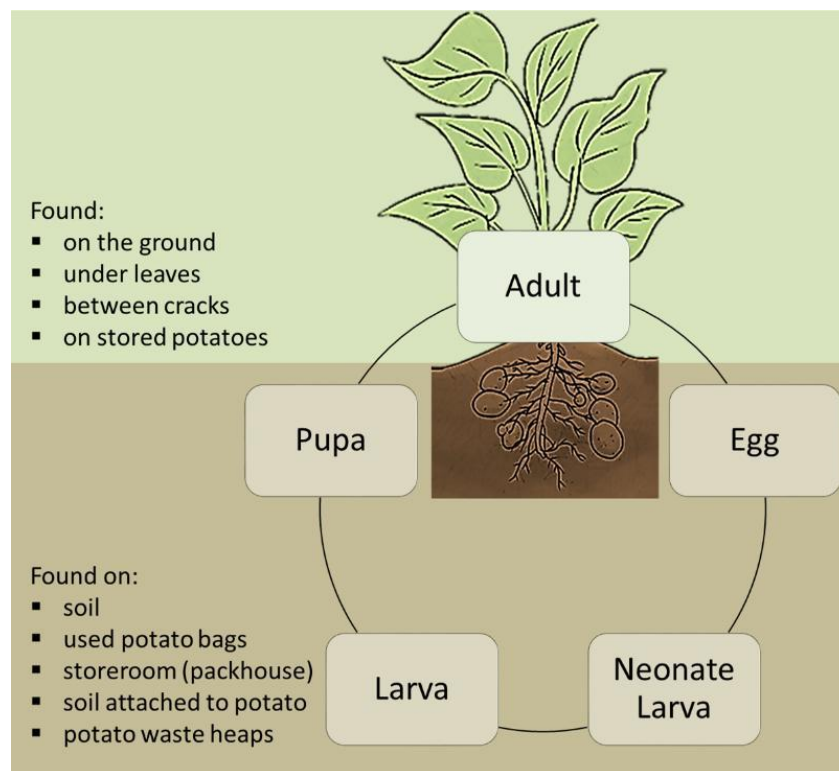 Found:
▪ on the ground
▪ under leaves
▪ between cracks
▪ on stored potatoes
Adult
Pupa
Egg
Found on:
▪ soil
▪ used potato bags
▪ storeroom (packhouse)
▪ soil attached to potato
▪ potato waste heaps
Larva
Neonate
Larva